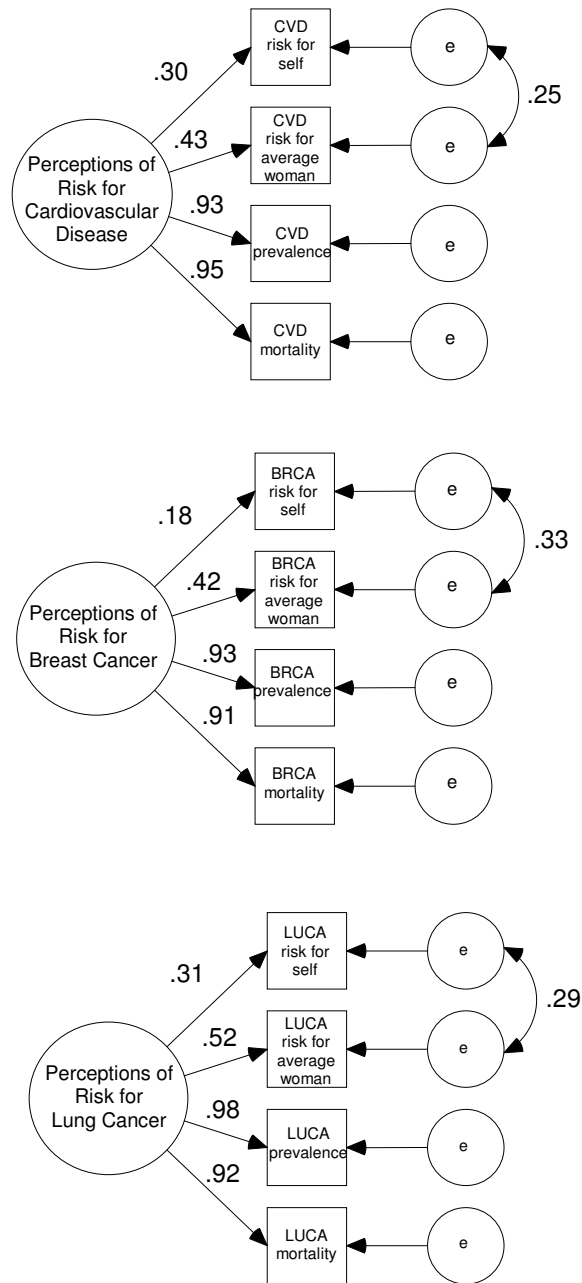 CVD
risk for
self
e
.30
.25
CVD
risk for
average
woman
e
.43
Perceptions of
Risk for
Cardiovascular
Disease
.93
CVD
prevalence
e
.95
CVD
mortality
e
BRCA
risk for
self
e
.18
.33
BRCA
risk for
average
woman
e
.42
Perceptions of
Risk for
Breast Cancer
.93
BRCA
prevalence
e
.91
BRCA
mortality
e
LUCA
risk for
self
e
.31
.29
LUCA
risk for
average
woman
e
.52
Perceptions of
Risk for
Lung Cancer
.98
LUCA
prevalence
e
.92
LUCA
mortality
e